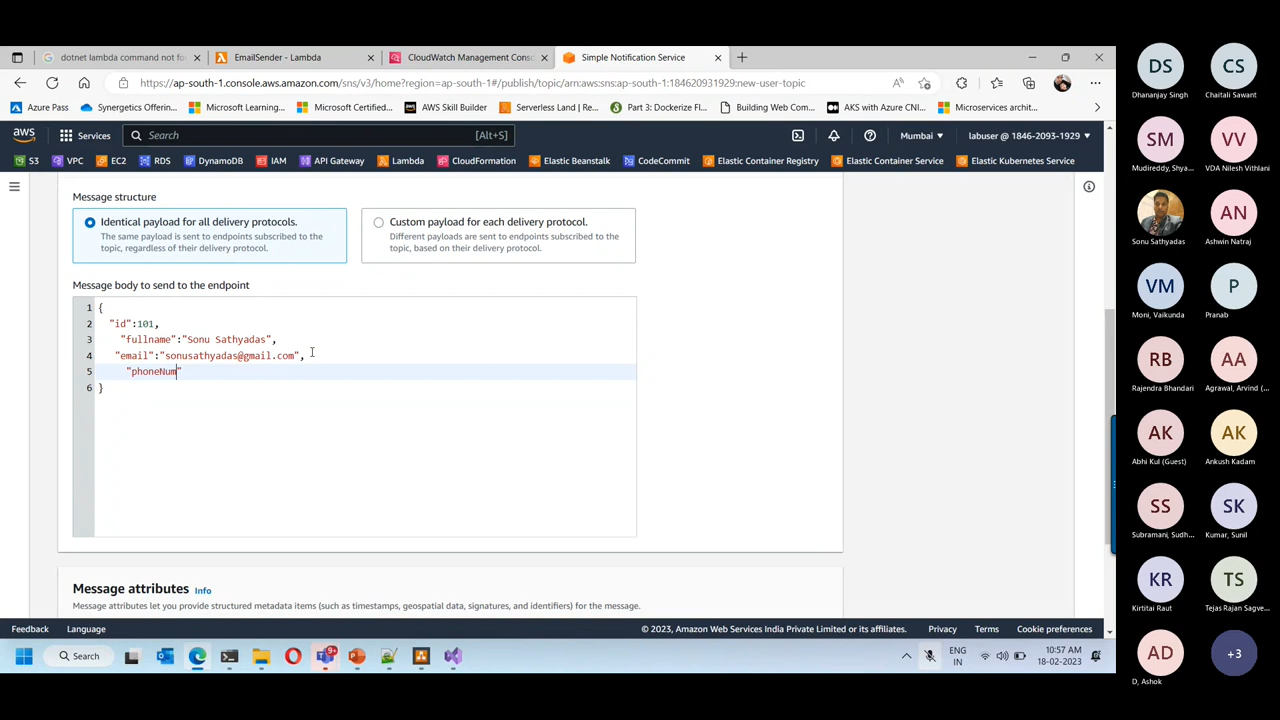 dotnet lambda command not fo
EmailSender - Lambda
CloudWatch Management Cons
Simple Notification Service
https://ap-south-1.console.aws.amazon.com/sns/v3/home?region=ap-south-1#/publish/topic/arn:aws:sns:ap-south-1:184620931929:new-user-topic
Azure Pass
Synergetics Offerin...
Microsoft Learning...
Microsoft Certified...
AWS Skill Builder
Serverless Land | Re...
Part 3: Dockerize Fl...
Building Web Com...
AKS with Azure CNI...
Microservices archit...
aws
Services
Search
[Alt+S]
Mumbai
labuser @ 1846-2093-1929
S3
VPC
EC2
RDS
DynamoDB
IAM
API Gateway
Lambda
CloudFormation
Elastic Beanstalk
CodeCommit
Elastic Container Registry
Elastic Container Service
Elastic Kubernetes Service
Message structure
Identical payload for all delivery protocols.
The same payload is sent to endpoints subscribed to the
topic, regardless of their delivery protocol.
Custom payload for each delivery protocol.
Different payloads are sent to endpoints subscribed to the
topic, based on their delivery protocol.
Message body to send to the endpoint
1 {
2 "id":101,
3 "fullname":"Sonu Sathyadas",
4 "email":"sonusathyadas@gmail.com",
5 "phoneNum"
6 }
Message attributes Info
Message attributes let you provide structured metadata items (such as timestamps, geospatial data, signatures, and identifiers) for the message.
Feedback
Language
© 2023, Amazon Web Services India Private Limited or its affiliates.
Privacy
Terms
Cookie preferences
Search
9+
ENG
IN
10:57 AM
18-02-2023
DS
Dhananjay Singh
CS
Chaitali Sawant
SM
Mudireddy, Shya...
VV
VDA Nilesh Vithlani
Sonu Sathyadas
AN
Ashwin Natraj
VM
Moni, Vaikunda
P
Pranab
RB
Rajendra Bhandari
AA
Agrawal, Arvind (...
AK
Abhi Kul (Guest)
AK
Ankush Kadam
SS
Subramani, Sudh...
SK
Kumar, Sunil
KR
Kirtitai Raut
TS
Tejas Rajan Sagve...
AD
D, Ashok
+3